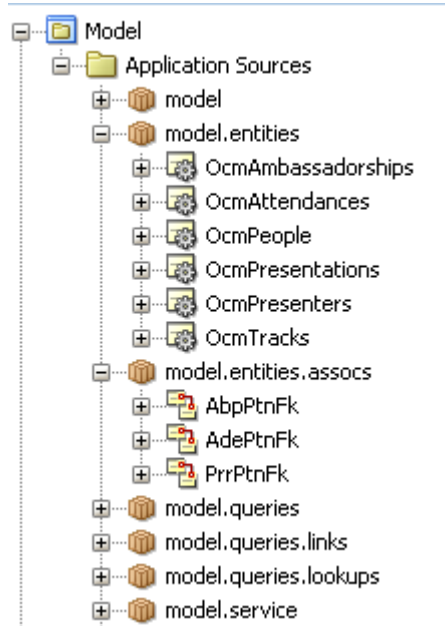 Model
Application Sources
model
model.entities
OcmAmbassadorships
OcmAttendances
OcmPeople
OcmPresentations
OcmPresenters
OcmTracks
model.entities.assocs
AbpPtnFk
AdePtnFk
PrrPtnFk
model.queries
model.queries.links
model.queries.lookups
model.service